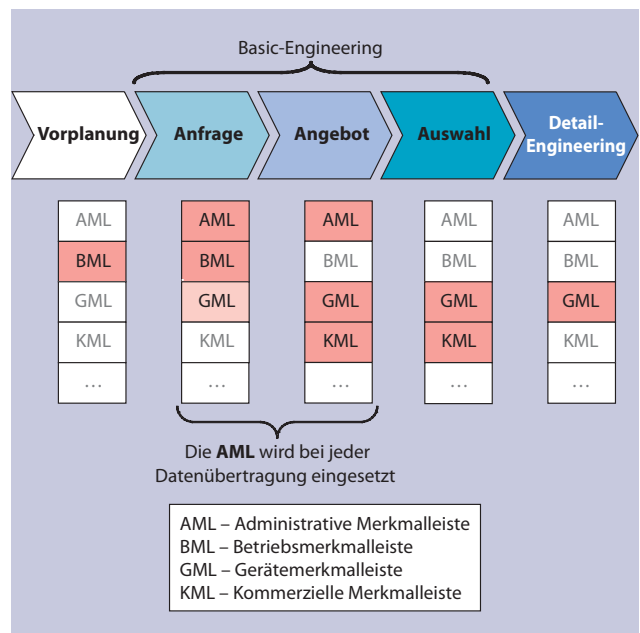 Basic-Engineering
Vorplanung
Anfrage
Angebot
Auswahl
Detail-
Engineering
AML
BML
GML
KML
...
AML
BML
GML
KML
...
AML
BML
GML
KML
...
AML
BML
GML
KML
...
AML
BML
GML
KML
...
Die AML wird bei jeder
Datenübertragung eingesetzt
AML – Administrative Merkmalleiste
BML – Betriebsmerkmalleiste
GML – Gerätemerkmalleiste
KML – Kommerzielle Merkmalleiste